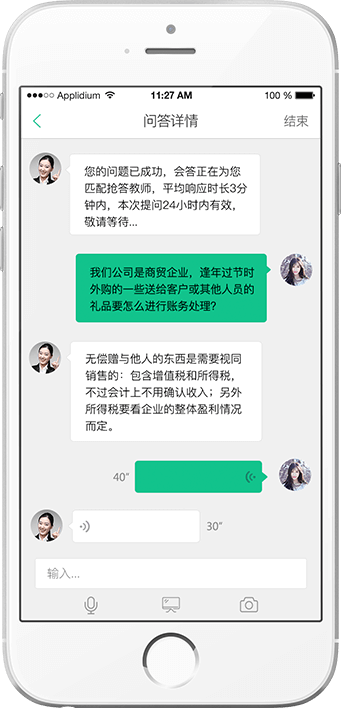 Applidium 11:27 AM 100 %
问答详情 结束
您的问题已成功，会答正在为您
匹配抢答教师，平均响应时长3分
钟内，本次提问24小时内有效，
敬请等待...
我们公司是商贸企业，逢年过节时
外购的一些送给客户或其他人员的
礼品要怎么进行账务处理?
无偿赠与他人的东西是需要视同
销售的：包含增值税和所得税，
不过会计上不用确认收入；另外
所得税要看企业的整体盈利情况
而定。
40"
30"
输入...